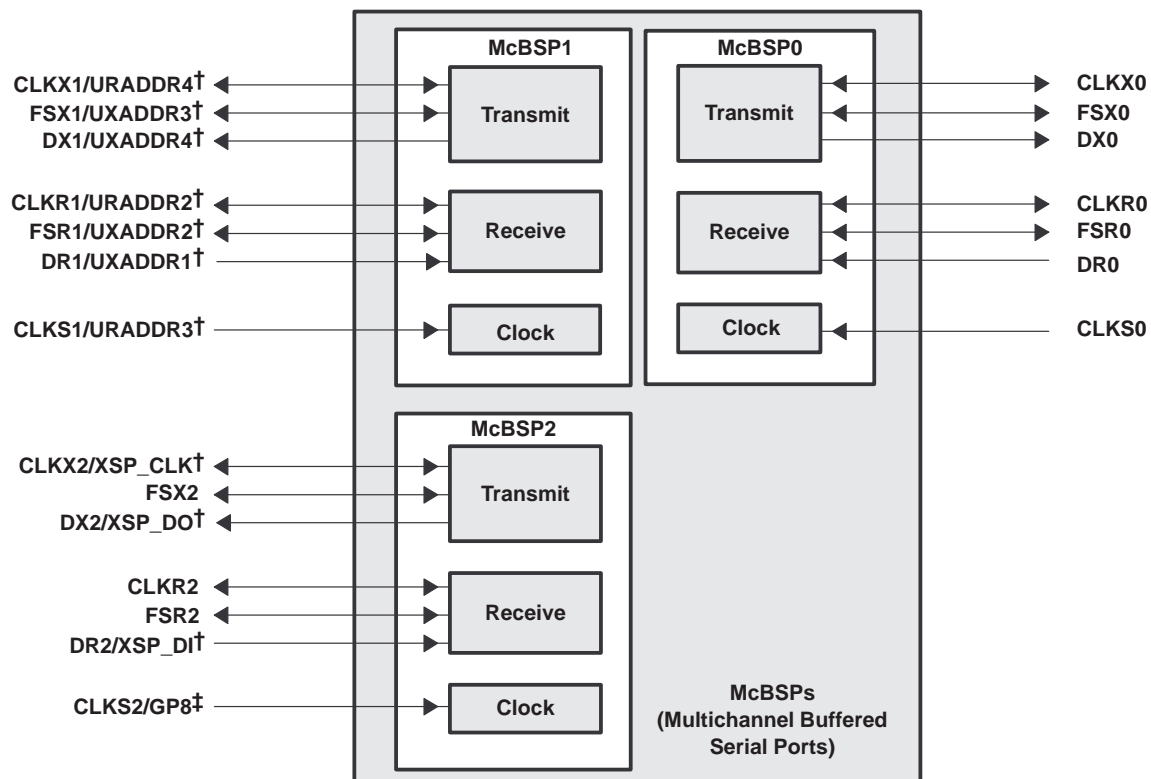 McBSP1
McBSP0
CLKX1/URADDR4†
FSX1/UXADDR3†
DX1/UXADDR4†
Transmit
Transmit
CLKX0
FSX0
DX0
CLKR1/URADDR2†
FSR1/UXADDR2†
DR1/UXADDR1†
Receive
Receive
CLKR0
FSR0
DR0
CLKS1/URADDR3†
Clock
Clock
CLKS0
McBSP2
CLKX2/XSP_CLK†
FSX2
DX2/XSP_DO†
Transmit
CLKR2
FSR2
DR2/XSP_DI†
Receive
CLKS2/GP8‡
Clock
McBSPs
(Multichannel Buffered
Serial Ports)